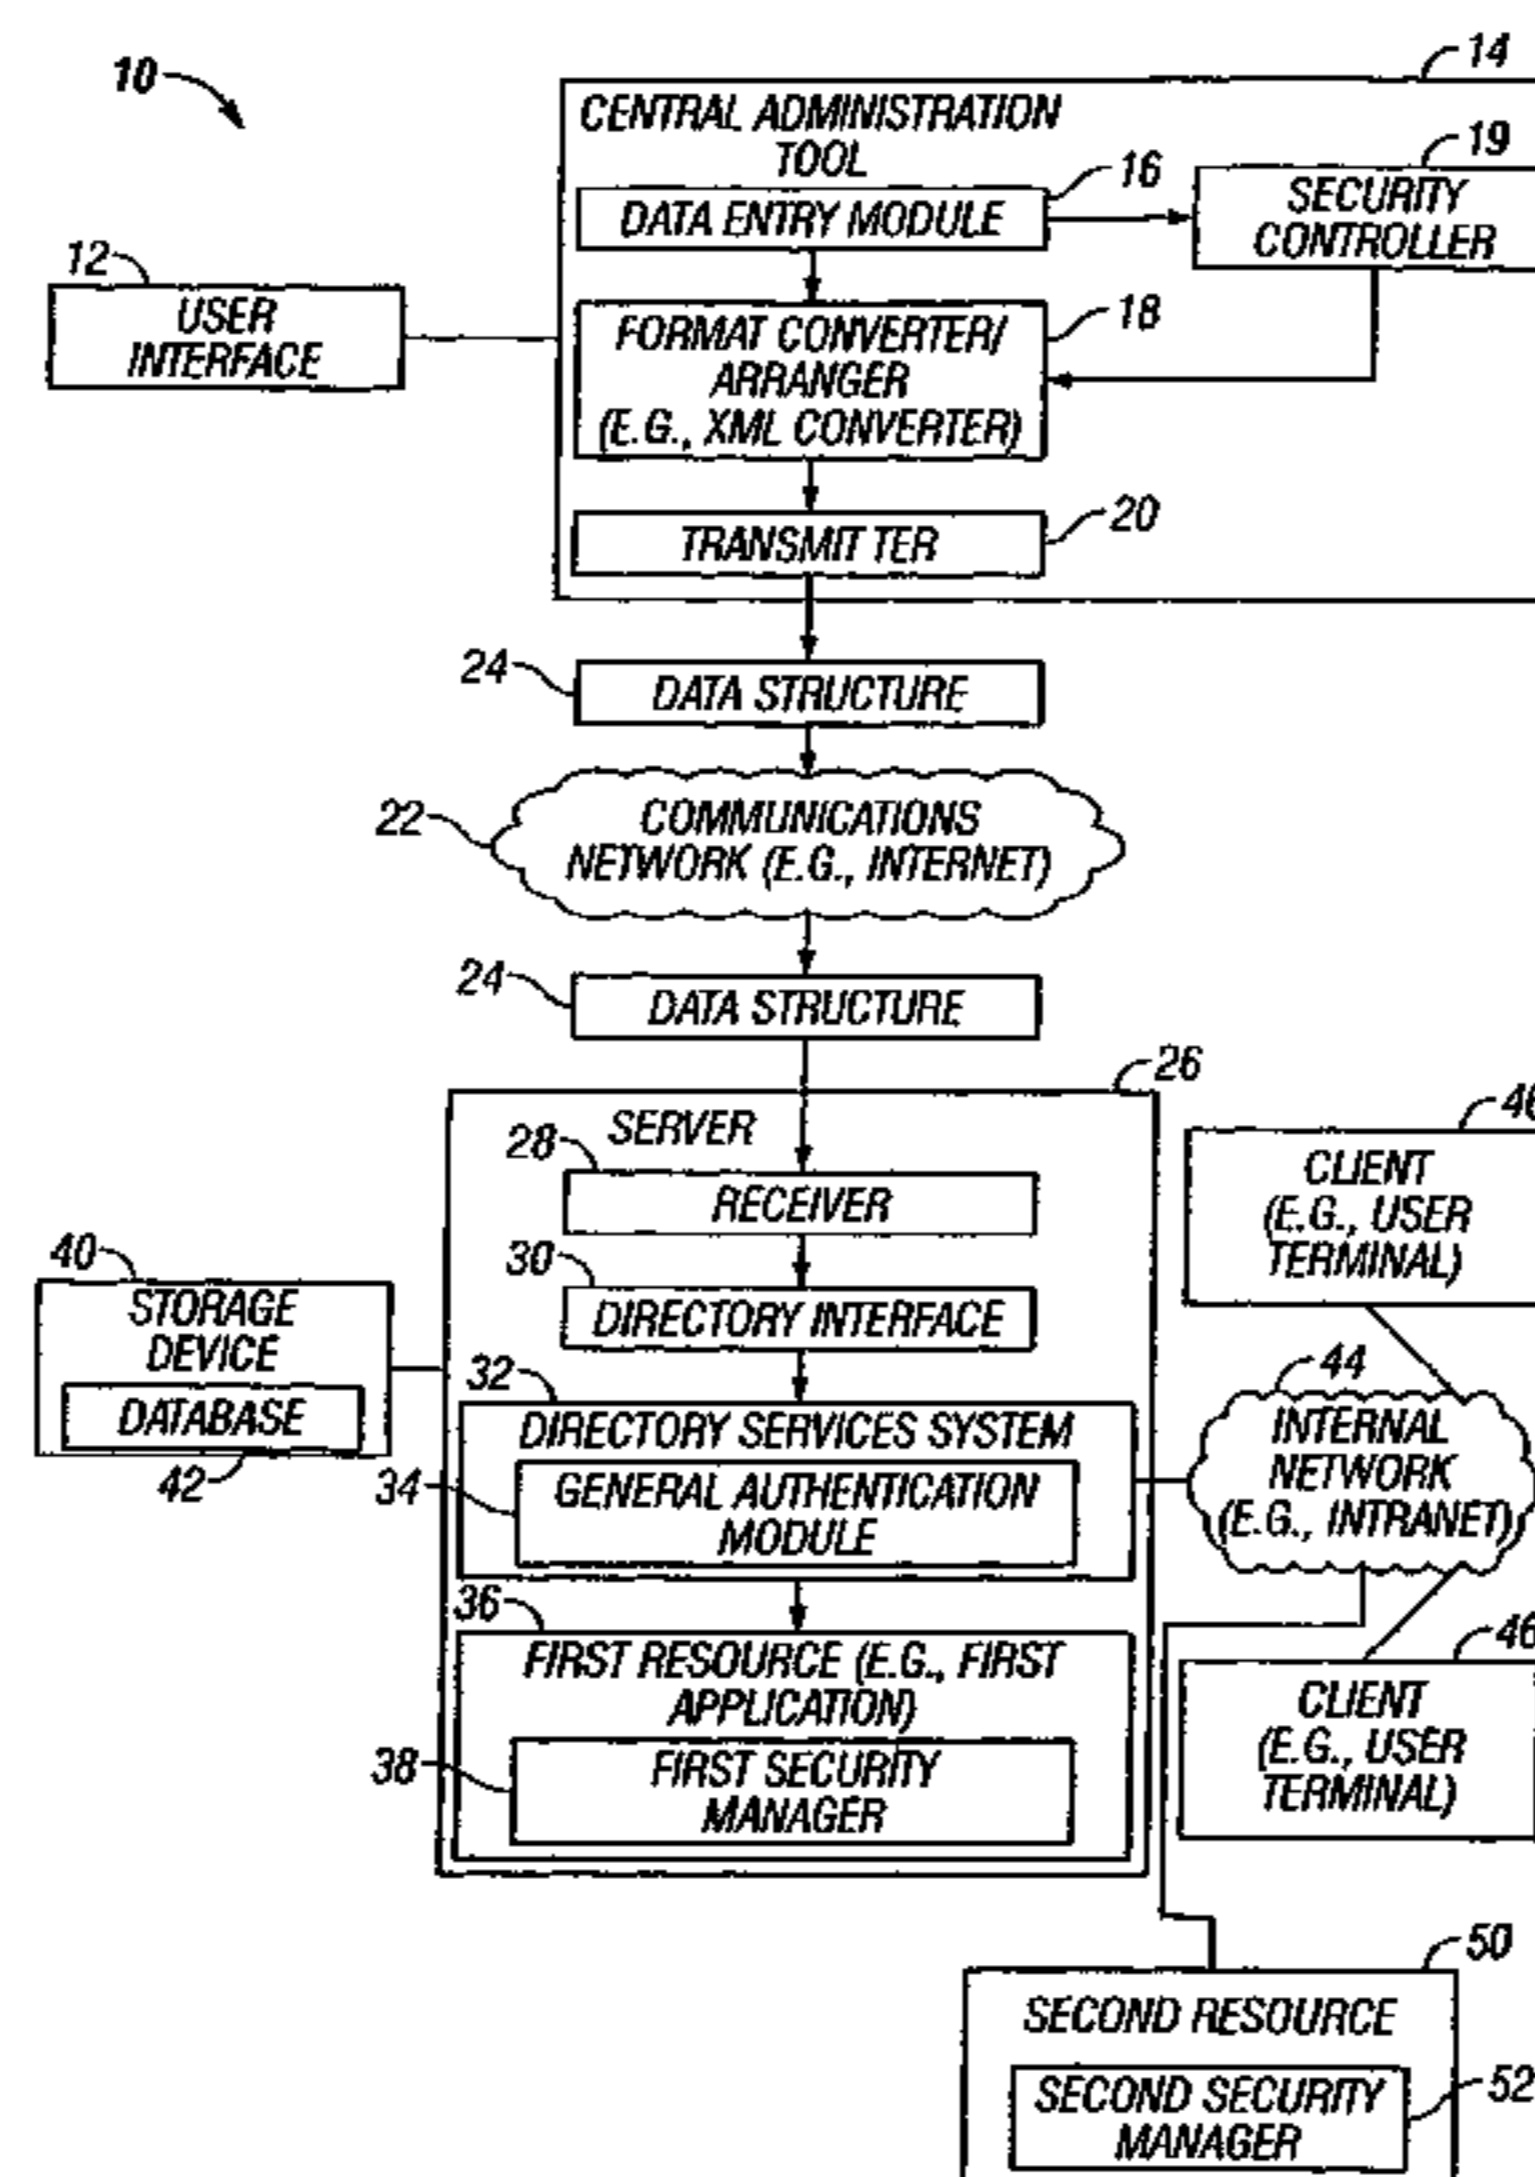 10
14
CENTRAL ADMINISTRATION
TOOL
16
19
DATA ENTRY MODULE
SECURITY
CONTROLLER
12
USER
INTERFACE
18
FORMAT CONVERTER/
ARRANGER
(E.G., XML CONVERTER)
20
TRANSMITTER
24
DATA STRUCTURE
22
COMMUNICATIONS
NETWORK (E.G., INTERNET)
24
DATA STRUCTURE
26
SERVER
28
RECEIVER
46
CLIENT
(E.G., USER
TERMINAL)
30
DIRECTORY INTERFACE
40
STORAGE
DEVICE
DATABASE
42
32
DIRECTORY SERVICES SYSTEM
34
GENERAL AUTHENTICATION
MODULE
44
INTERNAL
NETWORK
(E.G., INTRANET)
36
FIRST RESOURCE (E.G., FIRST
APPLICATION)
38
FIRST SECURITY
MANAGER
46
CLIENT
(E.G., USER
TERMINAL)
50
SECOND RESOURCE
52
SECOND SECURITY
MANAGER